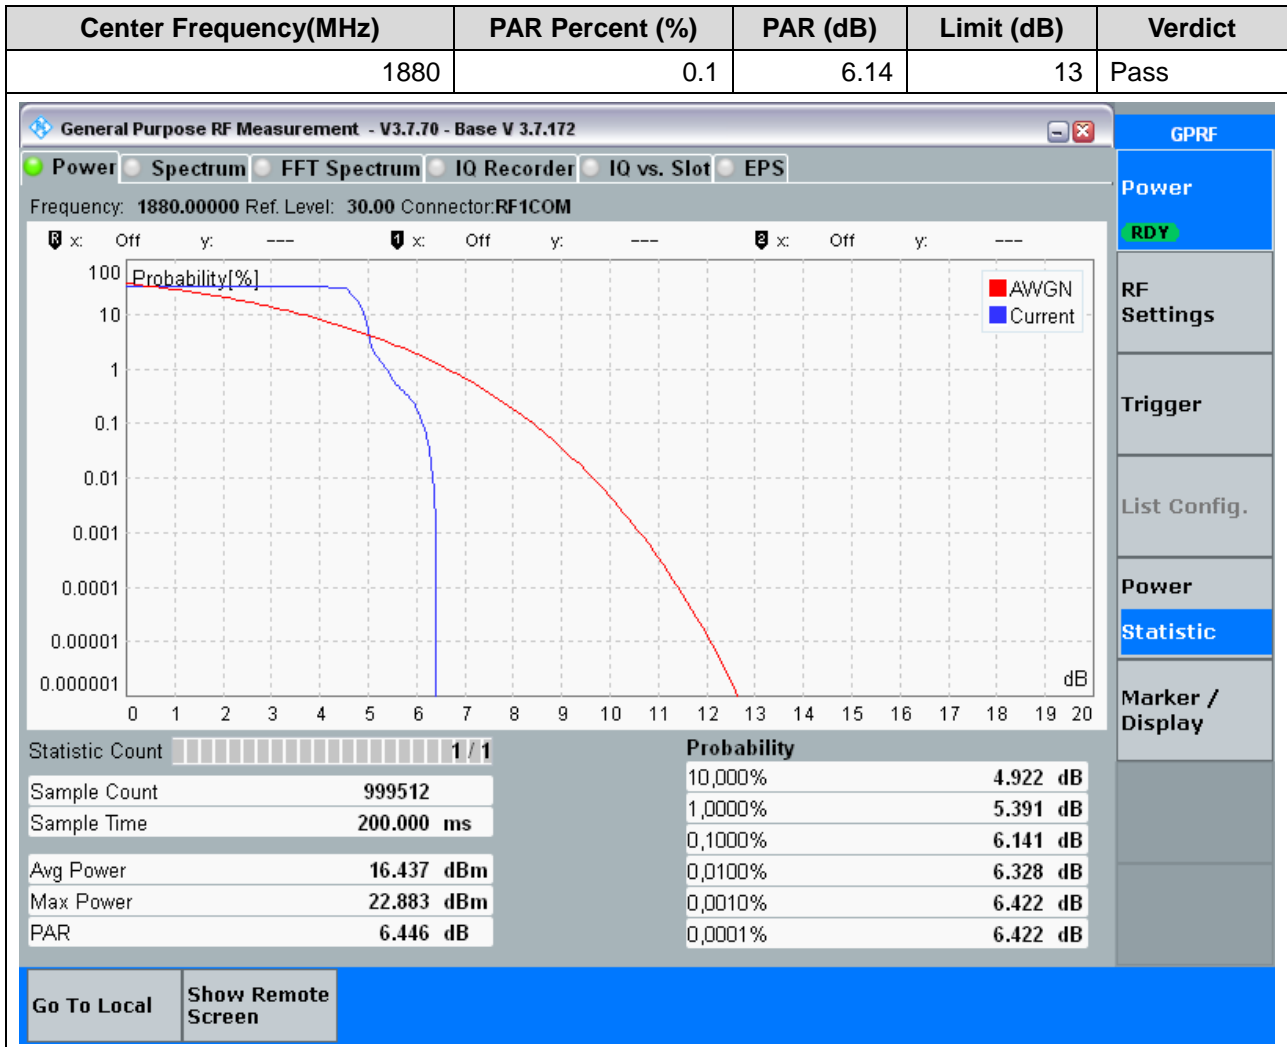 Center Frequency(MHz) PAR Percent (%) PAR (dB) Limit (dB) Verdict
1880 0.1 6.14 13 Pass
General Purpose RF Measurement - V3.7.70 - Base V 3.7.172
GPRF
Power Spectrum FFT Spectrum IQ Recorder IQ vs. Slot EPS
Power
RDY
Frequency: 1880.00000 Ref. Level: 30.00 Connector:RF1COM
R x: Off y: --- 1 x: Off y: --- 2 x: Off y: ---
Probability[%]
100
10
1
0.1
0.01
0.001
0.0001
0.00001
0.000001
AWGN
Current
dB
0 1 2 3 4 5 6 7 8 9 10 11 12 13 14 15 16 17 18 19 20
RF
Settings
Trigger
List Config.
Power
Statistic
Marker /
Display
Statistic Count 1 / 1
Sample Count 999512
Sample Time 200.000 ms
Avg Power 16.437 dBm
Max Power 22.883 dBm
PAR 6.446 dB
Probability
10,000% 4.922 dB
1,0000% 5.391 dB
0,1000% 6.141 dB
0,0100% 6.328 dB
0,0010% 6.422 dB
0,0001% 6.422 dB
Go To Local
Show Remote
Screen